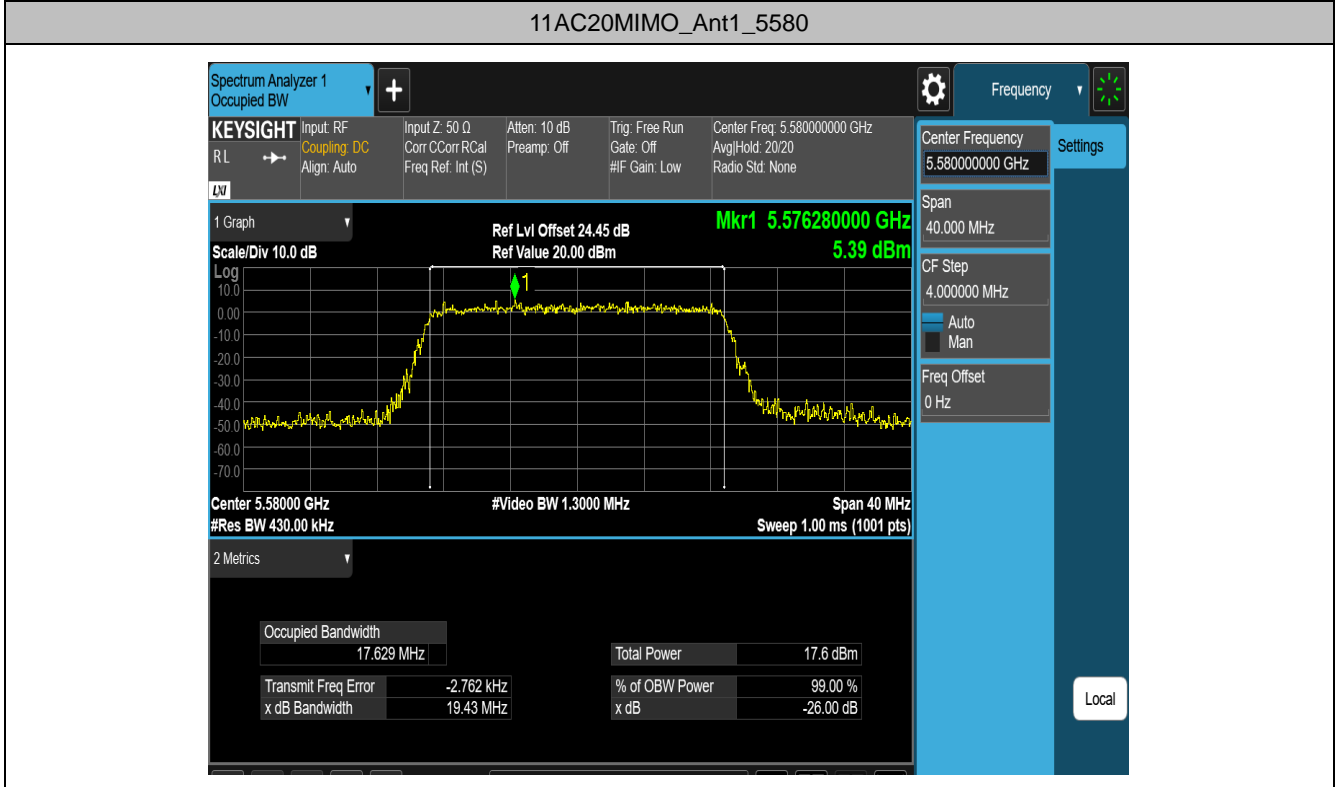 11AC20MIMO_Ant1_5580
Spectrum Analyzer 1
Occupied BW
+
Frequency
KEYSIGHT
RL
LXI
Input: RF
Coupling: DC
Align: Auto
Input Z: 50 Ω
Corr CCorr RCal
Freq Ref: Int (S)
Atten: 10 dB
Preamp: Off
Trig: Free Run
Gate: Off
#IF Gain: Low
Center Freq: 5.580000000 GHz
Avg|Hold: 20/20
Radio Std: None
Center Frequency
5.580000000 GHz
Settings
Span
40.000 MHz
CF Step
4.000000 MHz
Auto
Man
Freq Offset
0 Hz
Local
1 Graph
Scale/Div 10.0 dB
Ref Lvl Offset 24.45 dB
Ref Value 20.00 dBm
Mkr1 5.576280000 GHz
5.39 dBm
Log
10.0
0.00
-10.0
-20.0
-30.0
-40.0
-50.0
-60.0
-70.0
1
Center 5.58000 GHz
#Res BW 430.00 kHz
#Video BW 1.3000 MHz
Span 40 MHz
Sweep 1.00 ms (1001 pts)
2 Metrics
Occupied Bandwidth
17.629 MHz
Total Power 17.6 dBm
Transmit Freq Error -2.762 kHz
% of OBW Power 99.00 %
x dB Bandwidth 19.43 MHz
x dB -26.00 dB